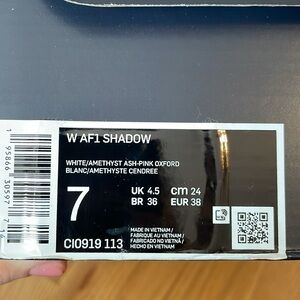 W AF1 SHADOW
WHITE/AMETHYST ASH-PINK OXFORD
BLANC/AMETHYSTE CENDREE
7
UK 4.5 CM 24
BR 36 EUR 38
CI0919 113
MADE IN VIETNAM /
FABRIQUE AU VIETNAM /
FABRICADO NO VIETNÃ /
HECHO EN VIETNAM